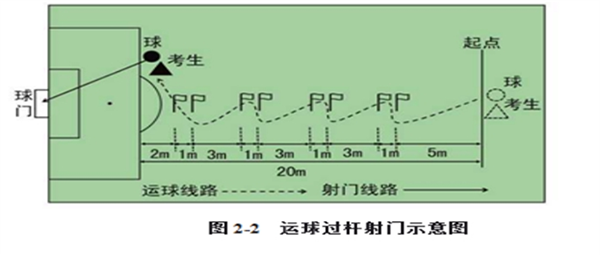 球
考生
起点
球门
球
考生
2m 1m 3m 1m 3m 1m 3m 1m 5m
20m
运球线路 射门线路
图 2-2 运球过杆射门示意图